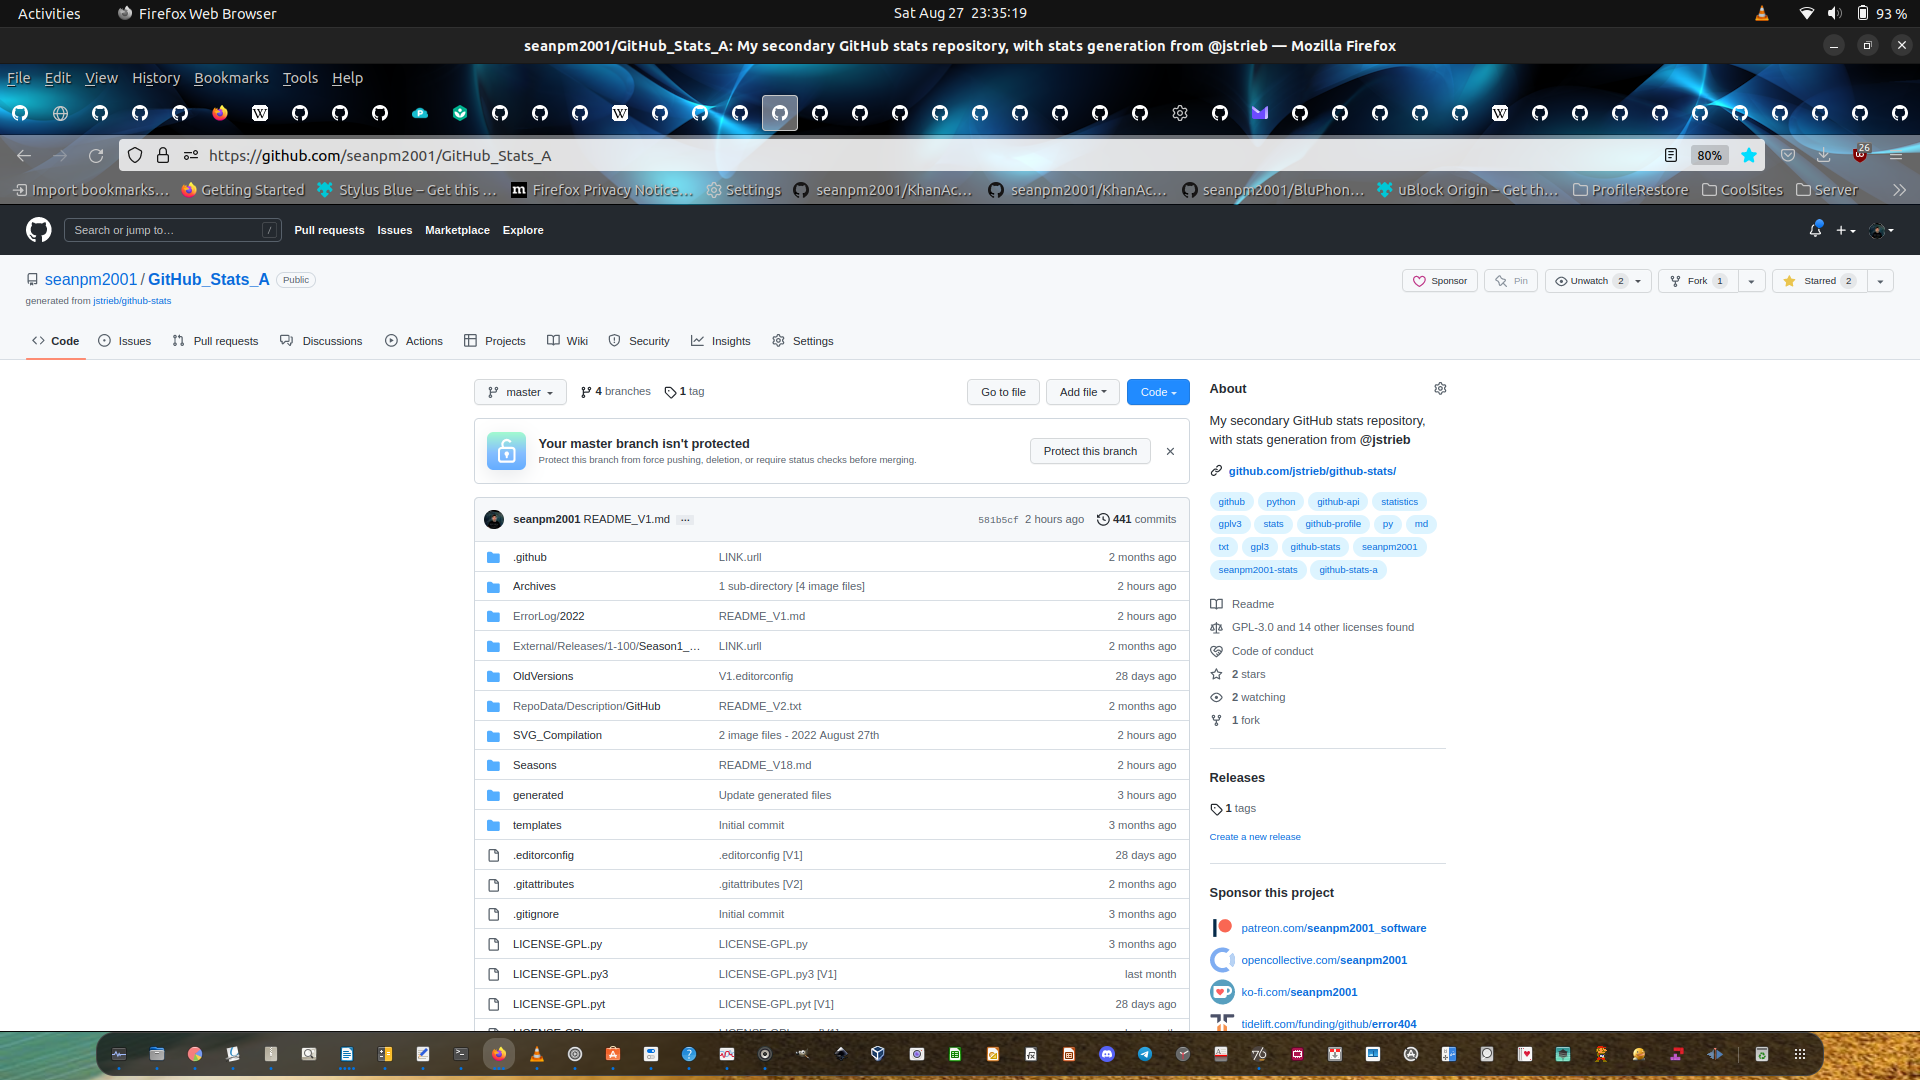 Activities Firefox Web Browser Sat Aug 27 23:35:19 93 %
seanpm2001/GitHub_Stats_A: My secondary GitHub stats repository, with stats generation from @jstrieb — Mozilla Firefox
File Edit View History Bookmarks Tools Help
https://github.com/seanpm2001/GitHub_Stats_A 80% 26
Import bookmarks… Getting Started Stylus Blue – Get this … Firefox Privacy Notice… Settings seanpm2001/KhanAc… seanpm2001/KhanAc… seanpm2001/BluPhon… uBlock Origin – Get th… ProfileRestore CoolSites Server
Search or jump to… / Pull requests Issues Marketplace Explore
seanpm2001 / GitHub_Stats_A Public Sponsor Pin Unwatch 2 Fork 1 Starred 2
generated from jstrieb/github-stats
Code Issues Pull requests Discussions Actions Projects Wiki Security Insights Settings
master 4 branches 1 tag Go to file Add file Code
Your master branch isn't protected
Protect this branch from force pushing, deletion, or require status checks before merging.
Protect this branch
seanpm2001 README_V1.md … 581b5cf 2 hours ago 441 commits
.github LINK.urll 2 months ago
Archives 1 sub-directory [4 image files] 2 hours ago
ErrorLog/2022 README_V1.md 2 hours ago
External/Releases/1-100/Season1_… LINK.urll 2 months ago
OldVersions V1.editorconfig 28 days ago
RepoData/Description/GitHub README_V2.txt 2 months ago
SVG_Compilation 2 image files - 2022 August 27th 2 hours ago
Seasons README_V18.md 2 hours ago
generated Update generated files 3 hours ago
templates Initial commit 3 months ago
.editorconfig .editorconfig [V1] 28 days ago
.gitattributes .gitattributes [V2] 2 months ago
.gitignore Initial commit 3 months ago
LICENSE-GPL.py LICENSE-GPL.py 3 months ago
LICENSE-GPL.py3 LICENSE-GPL.py3 [V1] last month
LICENSE-GPL.pyt LICENSE-GPL.pyt [V1] 28 days ago
About
My secondary GitHub stats repository,
with stats generation from @jstrieb
github.com/jstrieb/github-stats/
github python github-api statistics
gplv3 stats github-profile py md
txt gpl3 github-stats seanpm2001
seanpm2001-stats github-stats-a
Readme
GPL-3.0 and 14 other licenses found
Code of conduct
2 stars
2 watching
1 fork
Releases
1 tags
Create a new release
Sponsor this project
patreon.com/seanpm2001_software
opencollective.com/seanpm2001
ko-fi.com/seanpm2001
tidelift.com/funding/github/error404